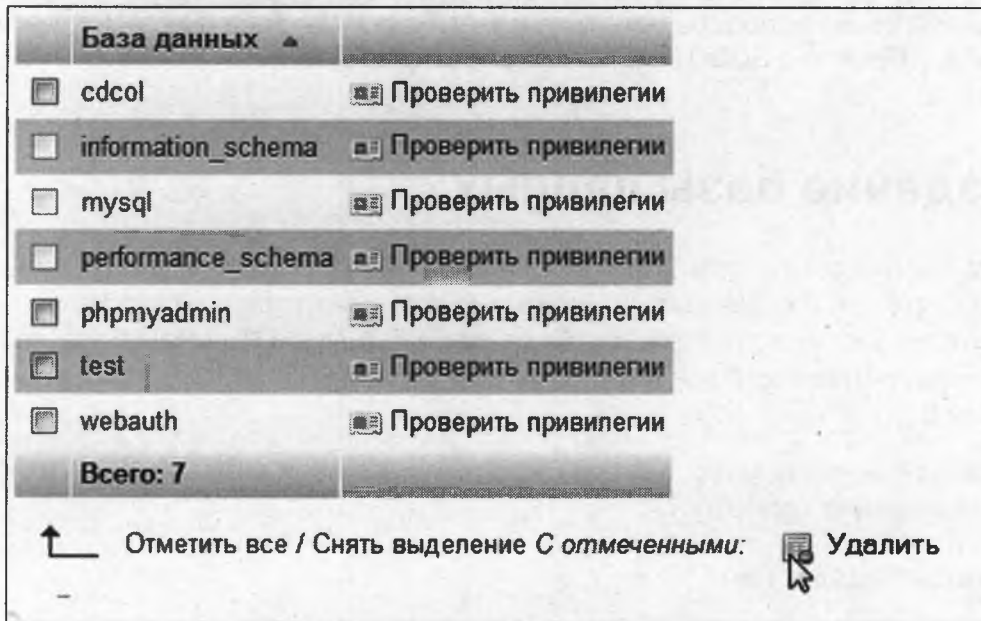 База данных
cdcol Проверить привилегии
information_schema Проверить привилегии
mysql Проверить привилегии
performance_schema Проверить привилегии
phpmyadmin Проверить привилегии
test Проверить привилегии
webauth Проверить привилегии
Всего: 7
Отметить все / Снять выделение С отмеченными: Удалить